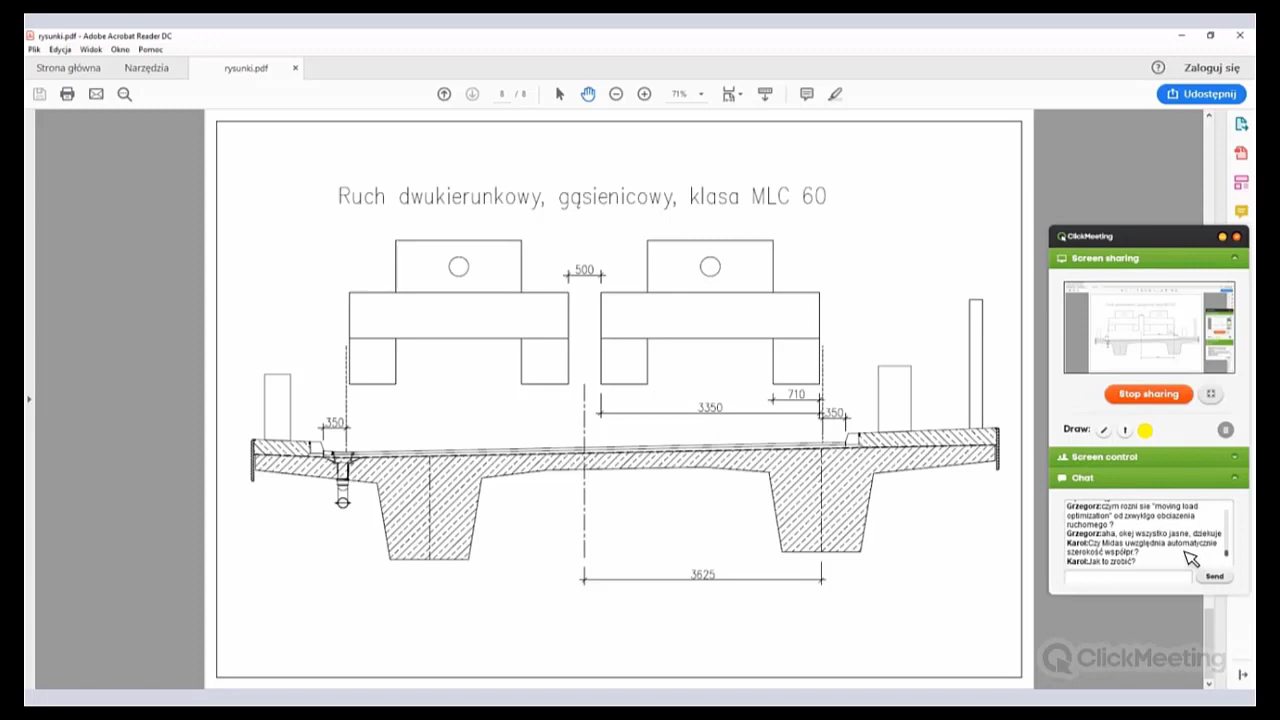 rysunki.pdf - Adobe Acrobat Reader DC
Plik Edycja Widok Okno Pomoc
Strona główna Narzędzia rysunki.pdf × Zaloguj się
8 / 8 71% Udostępnij
Ruch dwukierunkowy, gąsienicowy, klasa MLC 60
500
710
3350
350
350
3625
ClickMeeting
Screen sharing
Stop sharing
Draw:
Screen control
Chat
Grzegorz:czym rozni sie "moving load
optimization" od zxwyklgo obciazenia
ruchomego ?
Grzegorz:aha, okej wszystko jasne, dziekuje
Karol:Czy Midas uwzględnia automatycznie
szerokość współpr.?
Karol:Jak to zrobić?
Send
ClickMeeting